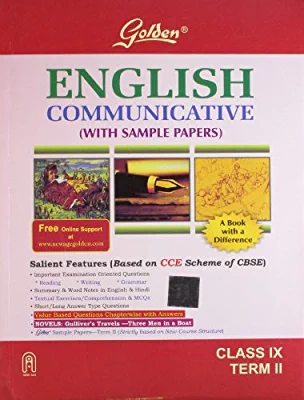 Golden®
ENGLISH
COMMUNICATIVE
(WITH SAMPLE PAPERS)
Free Online
Support
at
www.newagegolden.com
A Book
with a
Difference
Salient Features (Based on CCE Scheme of CBSE)
• Important Examination Oriented Questions
* Reading * Writing * Grammar
• Summary & Word Notes in English & Hindi
• Textual Exercises/Comprehension & MCQs
• Short/Long Answer Type Questions
• Value Based Questions Chapterwise with Answers
NOVELS: Gulliver's Travels—Three Men in a Boat
• Golden Sample Papers—Term II (strictly Based on New Course Structure)
CLASS IX
TERM II